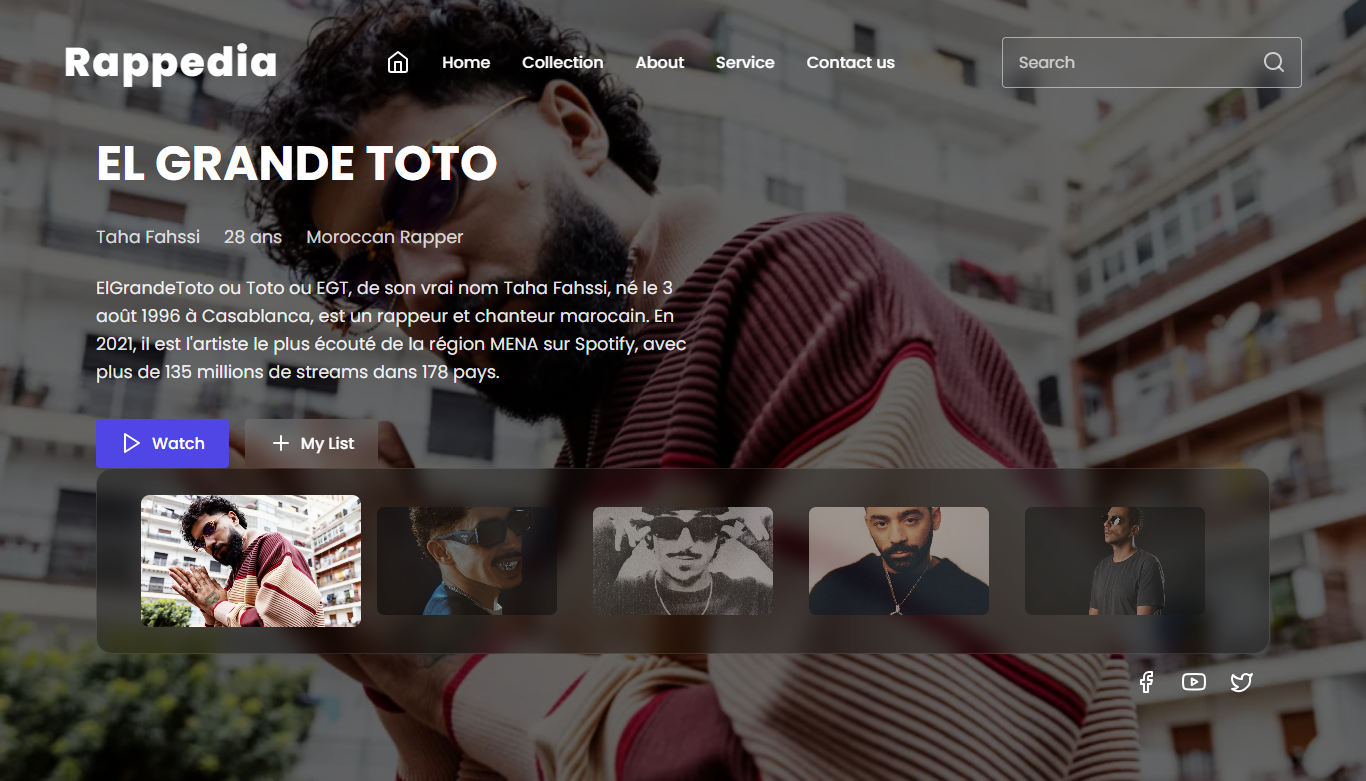 Rappedia
Home Collection About Service Contact us
Search
EL GRANDE TOTO
Taha Fahssi 28 ans Moroccan Rapper
ElGrandeToto ou Toto ou EGT, de son vrai nom Taha Fahssi, né le 3
août 1996 à Casablanca, est un rappeur et chanteur marocain. En
2021, il est l'artiste le plus écouté de la région MENA sur Spotify, avec
plus de 135 millions de streams dans 178 pays.
Watch My List